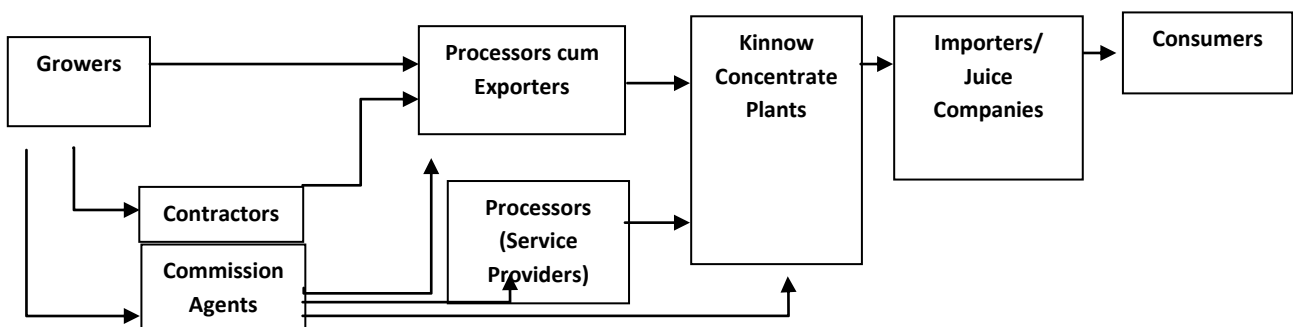 Growers
Processors cum
Exporters
Kinnow
Concentrate
Plants
Importers/
Juice
Companies
Consumers
Contractors
Commission
Agents
Processors
(Service
Providers)